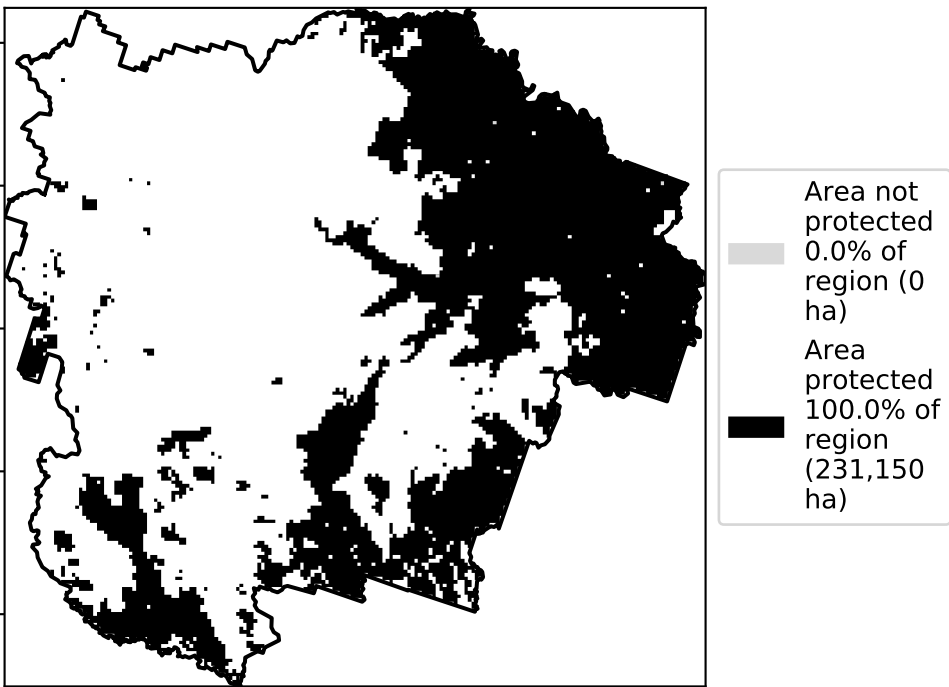 Area not
protected
0.0% of
region (0
ha)
Area
protected
100.0% of
region
(231,150
ha)